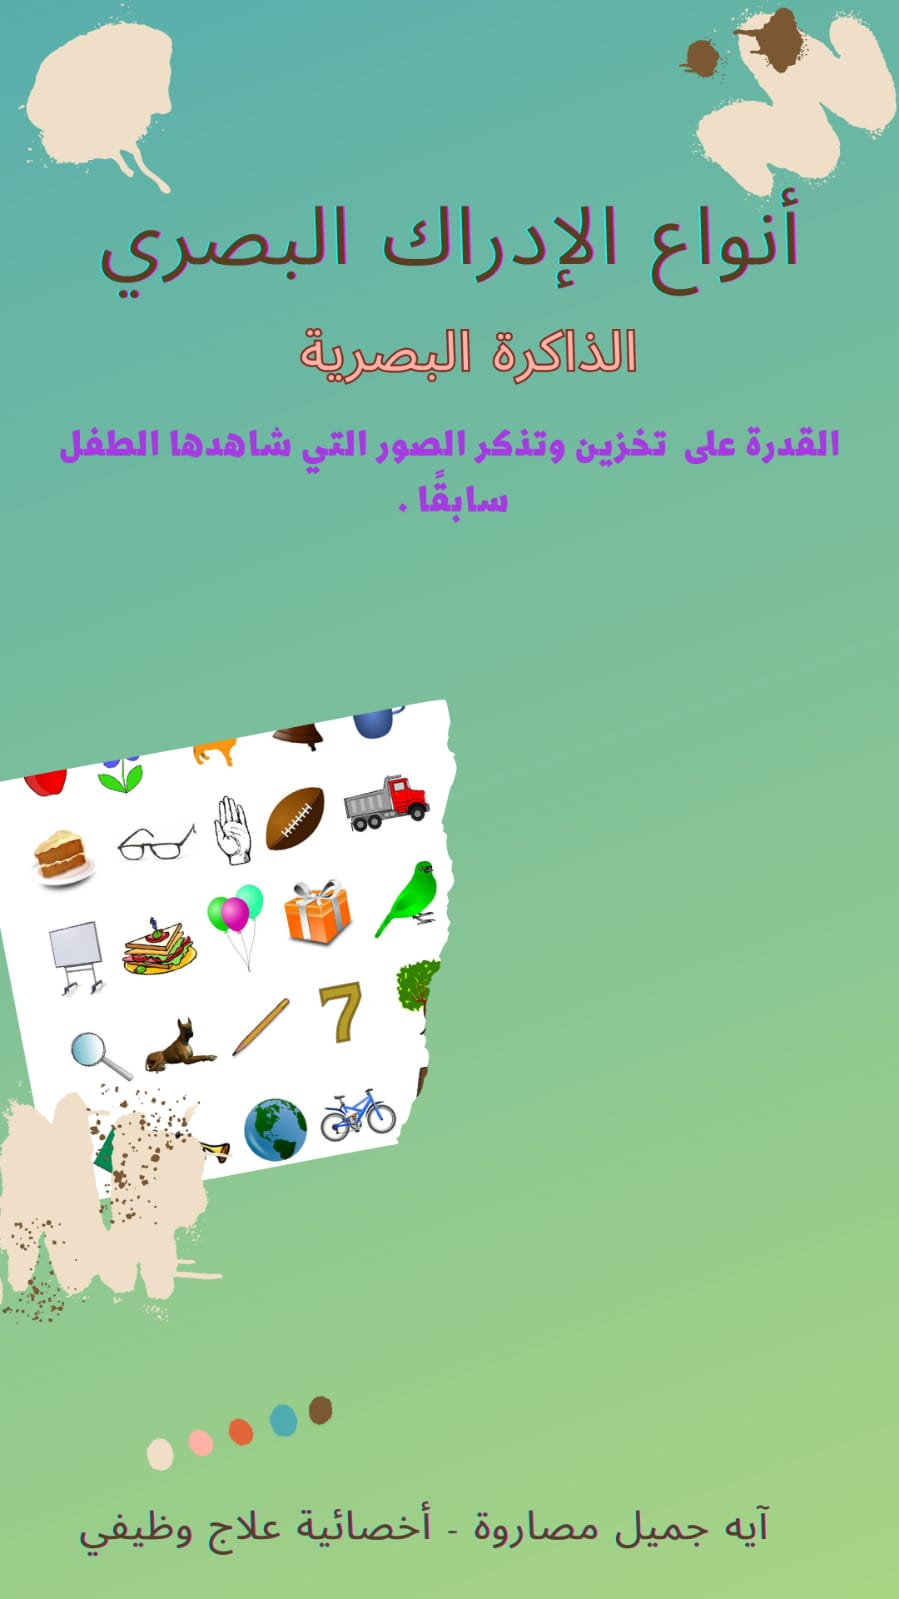 أنواع الإدراك البصري
الذاكرة البصرية
القدرة على تخزين وتذكر الصور التي شاهدها الطفل
سابقًا .
7
آيه جميل مصاروة - أخصائية علاج وظيفي